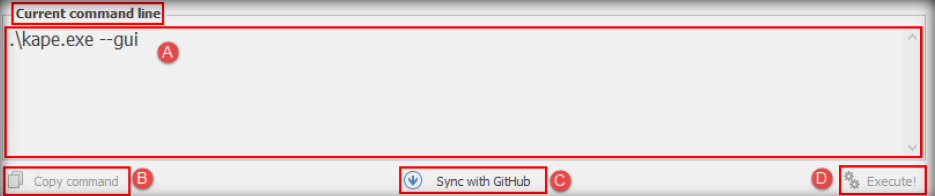 Current command line
.\kape.exe --gui
A
Copy command B Sync with GitHub C D Execute!